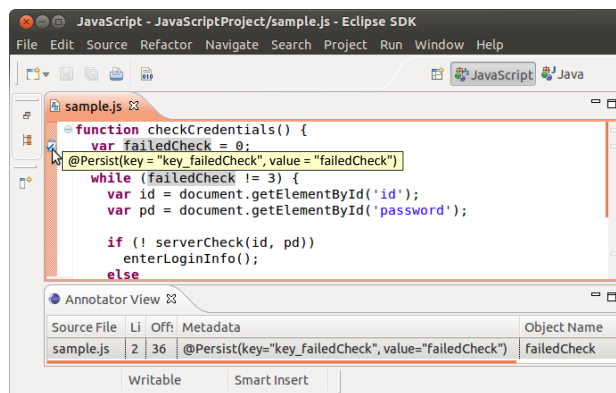 JavaScript - JavaScriptProject/sample.js - Eclipse SDK
File Edit Source Refactor Navigate Search Project Run Window Help
JavaScript Java
sample.js
function checkCredentials() {
var failedCheck = 0;
@Persist(key = "key_failedCheck", value = "failedCheck")
while (failedCheck != 3) {
var id = document.getElementById('id');
var pd = document.getElementById('password');
if (! serverCheck(id, pd))
enterLoginInfo();
else
Annotator View
Source File Li Off: Metadata Object Name
sample.js 2 36 @Persist(key="key_failedCheck", value="failedCheck") failedCheck
Writable Smart Insert